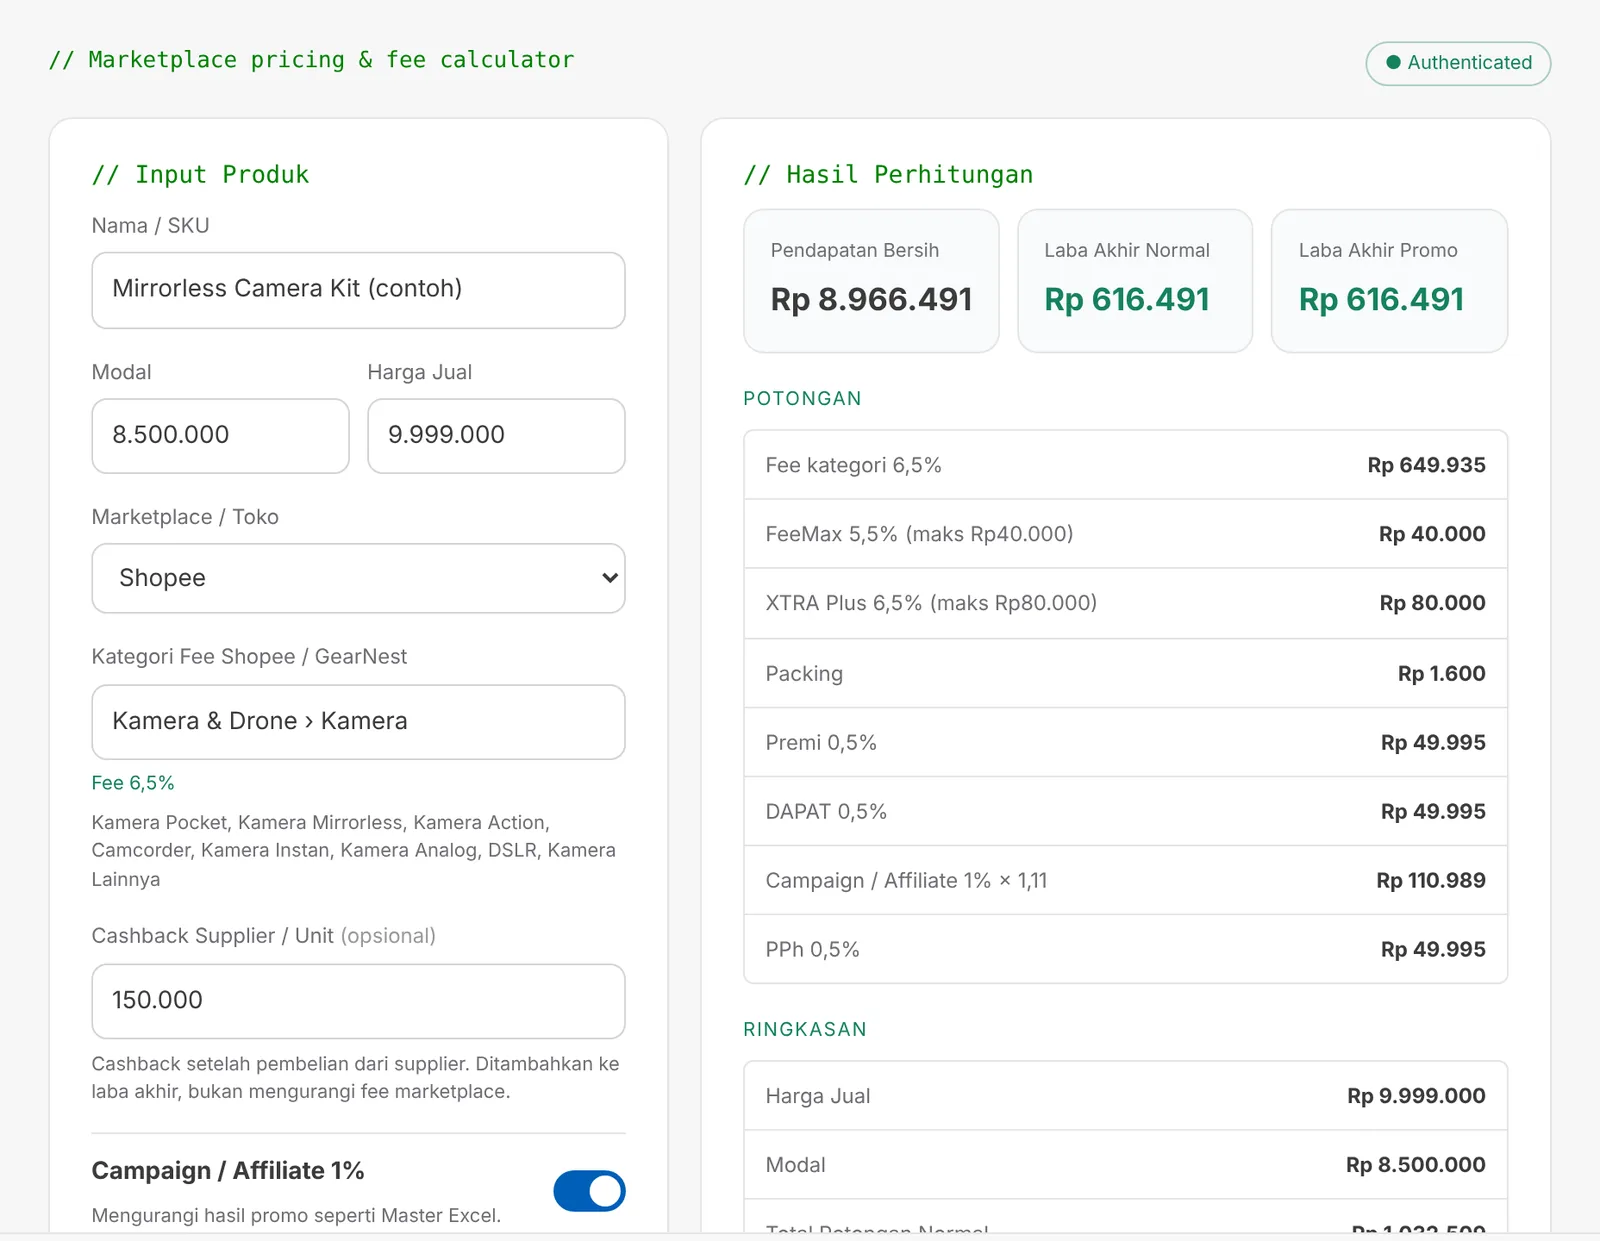 // Marketplace pricing & fee calculator
Authenticated
// Input Produk
Nama / SKU
Mirrorless Camera Kit (contoh)
Modal
Harga Jual
8.500.000
9.999.000
Marketplace / Toko
Shopee
Kategori Fee Shopee / GearNest
Kamera & Drone › Kamera
Fee 6,5%
Kamera Pocket, Kamera Mirrorless, Kamera Action,
Camcorder, Kamera Instan, Kamera Analog, DSLR, Kamera
Lainnya
Cashback Supplier / Unit (opsional)
150.000
Cashback setelah pembelian dari supplier. Ditambahkan ke
laba akhir, bukan mengurangi fee marketplace.
Campaign / Affiliate 1%
Mengurangi hasil promo seperti Master Excel.
// Hasil Perhitungan
Pendapatan Bersih
Rp 8.966.491
Laba Akhir Normal
Rp 616.491
Laba Akhir Promo
Rp 616.491
POTONGAN
Fee kategori 6,5% Rp 649.935
FeeMax 5,5% (maks Rp40.000) Rp 40.000
XTRA Plus 6,5% (maks Rp80.000) Rp 80.000
Packing Rp 1.600
Premi 0,5% Rp 49.995
DAPAT 0,5% Rp 49.995
Campaign / Affiliate 1% × 1,11 Rp 110.989
PPh 0,5% Rp 49.995
RINGKASAN
Harga Jual Rp 9.999.000
Modal Rp 8.500.000
Total Potongan Normal Rp 1.032.509